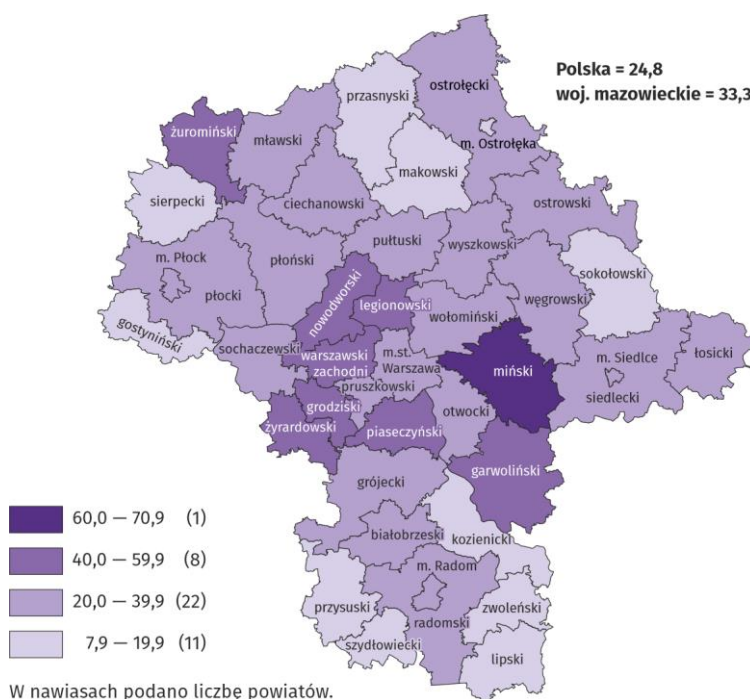 Polska = 24,8
woj. mazowieckie = 33,3
ostrołęcki
przasnyski
żuromiński
mławski
m. Ostrołęka
makowski
sierpecki
ciechanowski
ostrowski
pułtuski
wyszkowski
m. Płock
płoński
sokołowski
nowodworski
legionowski
węgrowski
płocki
wołomiński
gostyniński
sochaczewski
warszawski
zachodni
m.st.
Warszawa
miński
m. Siedlce
łosicki
pruszkowski
siedlecki
grodziski
otwocki
żyrardowski
piaseczyński
garwoliński
grójecki
białobrzeski
kozienicki
m. Radom
przysuski
zwoleński
radomski
szydłowiecki
lipski
60,0 — 70,9 (1)
40,0 — 59,9 (8)
20,0 — 39,9 (22)
7,9 — 19,9 (11)
W nawiasach podano liczbę powiatów.